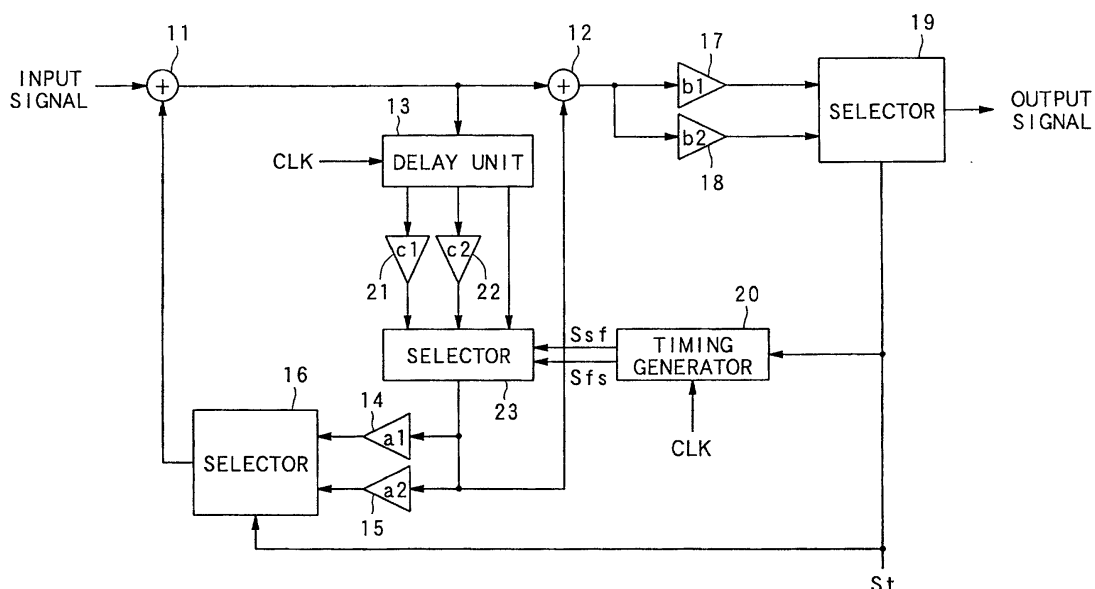 11
12
17
19
INPUT
SIGNAL
+
+
b1
SELECTOR
OUTPUT
SIGNAL
13
b2
CLK
DELAY UNIT
18
c1
c2
21
22
20
Ssf
SELECTOR
TIMING
GENERATOR
Sfs
16
14
23
a1
CLK
SELECTOR
a2
15
St